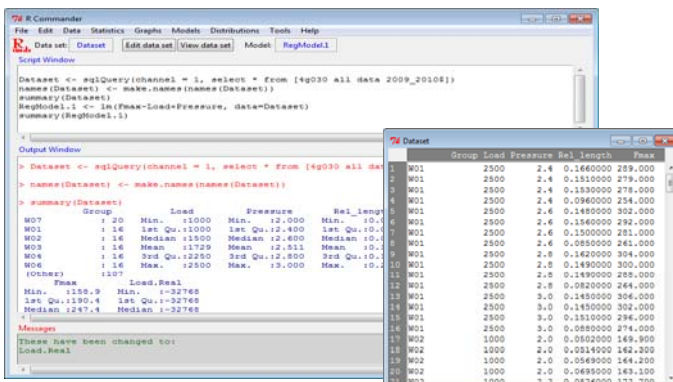 R Commander
File Edit Data Statistics Graphs Models Distributions Tools Help
Data set: Dataset Edit data set View data set Model: RegModel.1
Script Window
Dataset <- sqlQuery(channel = 1, select * from [4g030 all data 2009_2010$])
names(Dataset) <- make.names(names(Dataset))
summary(Dataset)
RegModel.1 <- lm(Fmax~Load+Pressure, data=Dataset)
summary(RegModel.1)
Output Window
> Dataset <- sqlQuery(channel = 1, select * from [4g030 all dat
> names(Dataset) <- make.names(names(Dataset))
> summary(Dataset)
Group Load Pressure Rel_lengt
W07 : 20 Min. :1000 Min. :2.000 Min. :0.0
W01 : 16 1st Qu.:1000 1st Qu.:2.400 1st Qu.:0.0
W02 : 16 Median :1500 Median :2.600 Median :0.0
W03 : 16 Mean :1729 Mean :2.511 Mean :0.1
W04 : 16 3rd Qu.:2250 3rd Qu.:2.800 3rd Qu.:0.1
W06 : 16 Max. :2500 Max. :3.000 Max. :0.2
(Other) :107
Fmax Load.Real
Min. :158.9 Min. :-32768
1st Qu.:190.4 1st Qu.:-32768
Median :247.4 Median :-32768
Messages
These have been changed to:
Load.Real
Dataset
Group Load Pressure Rel_length Fmax
1 W01 2500 2.4 0.1660000 289.000
2 W01 2500 2.4 0.1510000 279.000
3 W01 2500 2.4 0.1530000 278.000
4 W01 2500 2.4 0.0960000 254.000
5 W01 2500 2.6 0.1480000 302.000
6 W01 2500 2.6 0.1560000 292.000
7 W01 2500 2.6 0.1500000 281.000
8 W01 2500 2.6 0.0850000 261.000
9 W01 2500 2.8 0.1620000 304.000
10 W01 2500 2.8 0.1490000 300.000
11 W01 2500 2.8 0.1490000 288.000
12 W01 2500 2.8 0.0820000 264.000
13 W01 2500 3.0 0.1450000 306.000
14 W01 2500 3.0 0.1450000 302.000
15 W01 2500 3.0 0.1510000 296.000
16 W01 2500 3.0 0.0880000 274.000
17 W02 1000 2.0 0.0502000 169.900
18 W02 1000 2.0 0.0514000 162.300
19 W02 1000 2.0 0.0569000 164.200
20 W02 1000 2.0 0.0695000 163.100